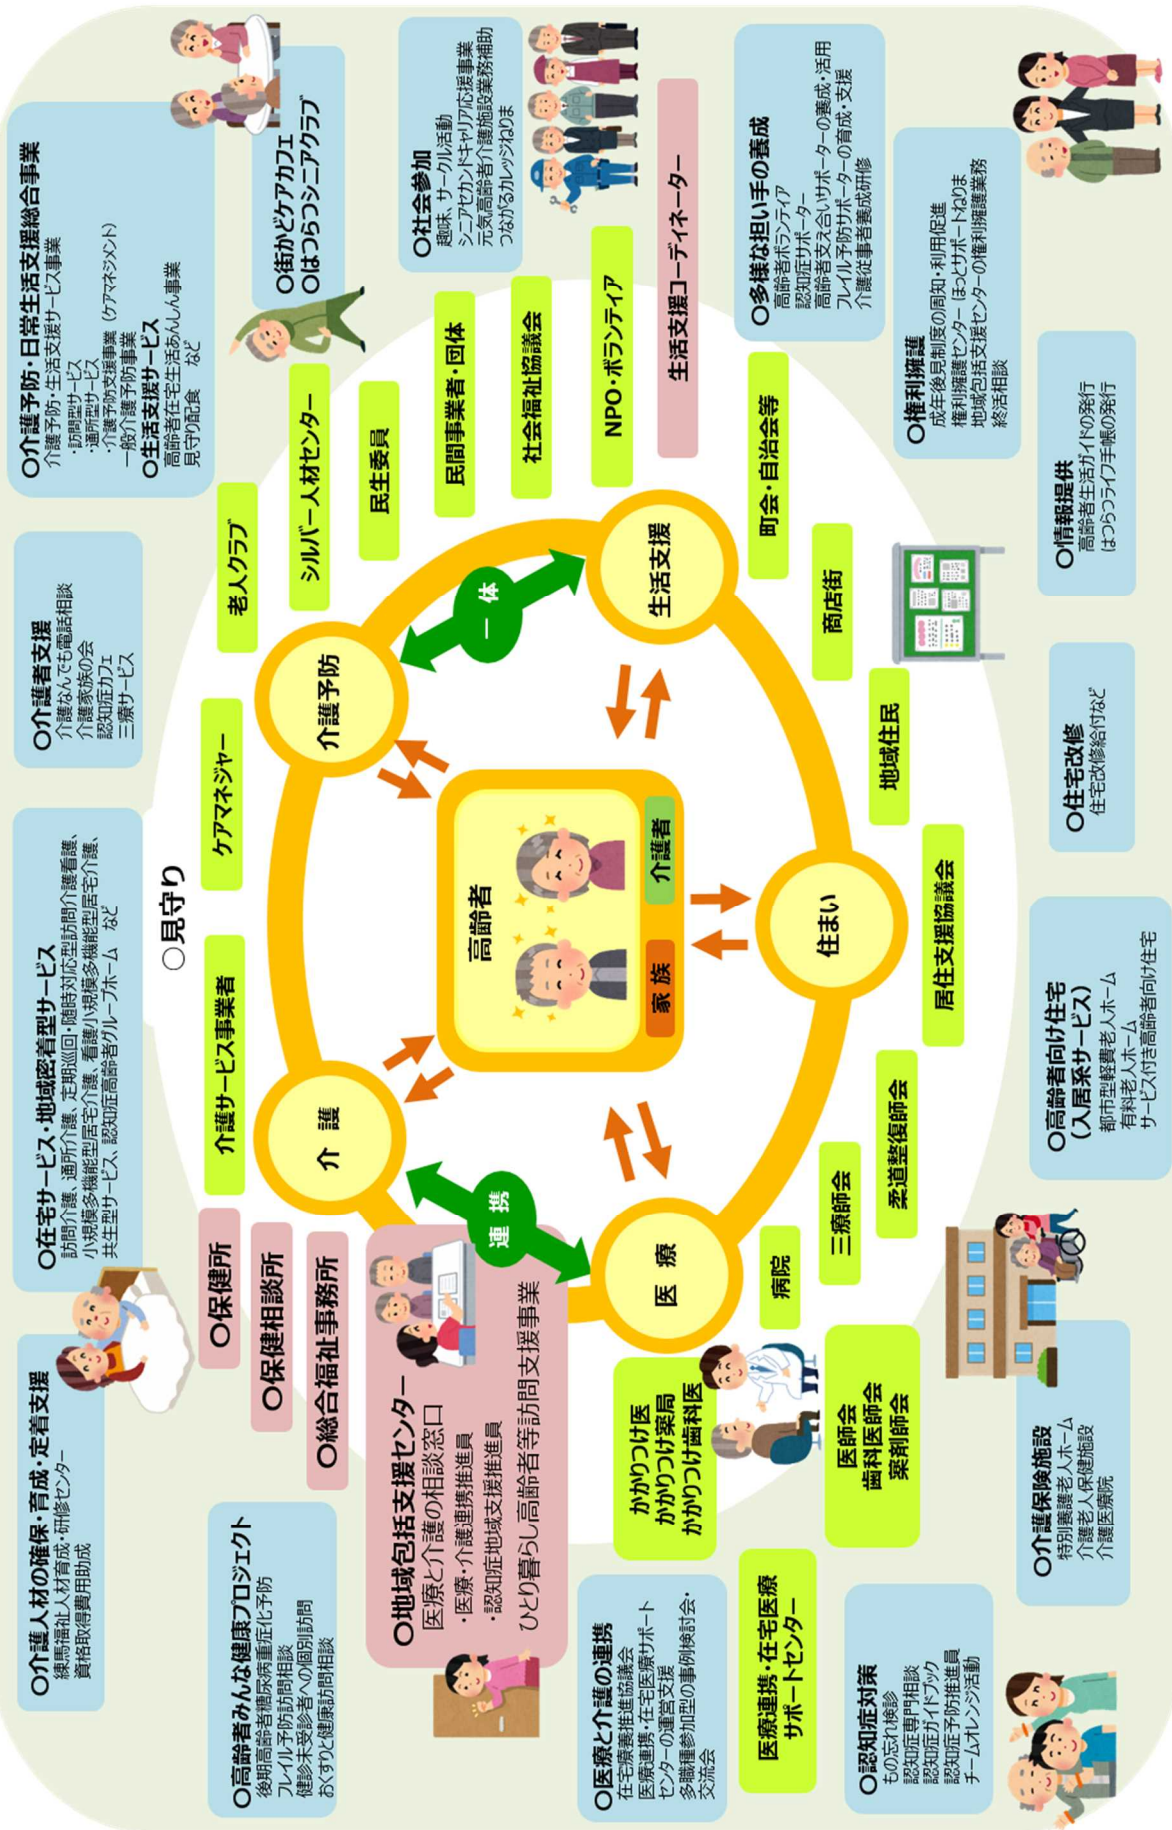 〇介護人材の確保・育成・定着支援
練馬福祉人材育成・研修センター
資格取得費用助成
〇在宅サービス・地域密着型サービス
訪問介護、通所介護、定期巡回・随時対応型訪問介護看護、
小規模多機能型居宅介護、看護小規模多機能型居宅介護、
共生型サービス、認知症高齢者グループホーム　など
〇介護者支援
介護なんでも電話相談
介護家族の会
認知症カフェ
三療サービス
〇介護予防・日常生活支援総合事業
介護予防・生活支援サービス事業
・訪問型サービス
・通所型サービス
・介護予防支援事業（ケアマネジメント）
一般介護予防事業
〇生活支援サービス
高齢者在宅生活あんしん事業
見守り配食　など
〇街かどケアカフェ
〇はつらつシニアクラブ
〇高齢者みんな健康プロジェクト
後期高齢者糖尿病重症化予防
フレイル予防訪問相談
健診未受診者への個別訪問
おくすりと健康訪問相談
〇保健所
〇保健相談所
〇総合福祉事務所
〇見守り
介護サービス事業者
ケアマネジャー
老人クラブ
シルバー人材センター
民生委員
民間事業者・団体
社会福祉協議会
NPO・ボランティア
〇社会参加
趣味、サークル活動
シニアセカンドキャリア応援事業
元気高齢者介護施設業務補助
つながるカレッジねりま
生活支援コーディネーター
〇地域包括支援センター
医療と介護の相談窓口
・医療・介護連携推進員
・認知症地域支援推進員
ひとり暮らし高齢者等訪問支援事業
介護
介護予防
連携
一体
高齢者
家族
介護者
医療
生活支援
住まい
〇医療と介護の連携
在宅療養推進協議会
医療連携・在宅医療サポート
センターの運営支援
多職種参加型の事例検討会・
交流会
かかりつけ医
かかりつけ薬局
かかりつけ歯科医
医療連携・在宅医療
サポートセンター
医師会
歯科医師会
薬剤師会
病院
三療師会
柔道整復師会
居住支援協議会
地域住民
商店街
町会・自治会等
〇多様な担い手の養成
高齢者ボランティア
認知症サポーター
高齢者支え合いサポーターの養成・活用
フレイル予防サポーターの育成・支援
介護従事者養成研修
〇権利擁護
成年後見制度の周知・利用促進
権利擁護センター ほっとサポートねりま
地域包括支援センターの権利擁護業務
終活相談
〇認知症対策
もの忘れ検診
認知症専門相談
認知症ガイドブック
認知症予防推進員
チームオレンジ活動
〇介護保険施設
特別養護老人ホーム
介護老人保健施設
介護医療院
〇高齢者向け住宅
（入居系サービス）
都市型軽費老人ホーム
有料老人ホーム
サービス付き高齢者向け住宅
〇住宅改修
住宅改修給付など
〇情報提供
高齢者生活ガイドの発行
はつらつライフ手帳の発行